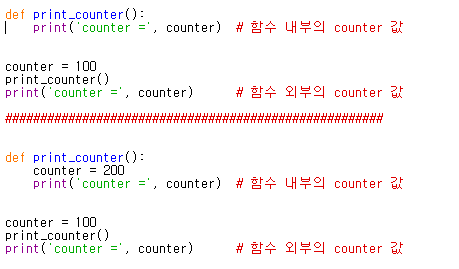 def print_counter():
    print('counter =', counter)  # 함수 내부의 counter 값
counter = 100
print_counter()
print('counter =', counter)      # 함수 외부의 counter 값
######################################################
def print_counter():
    counter = 200
    print('counter =', counter)  # 함수 내부의 counter 값
counter = 100
print_counter()
print('counter =', counter)      # 함수 외부의 counter 값